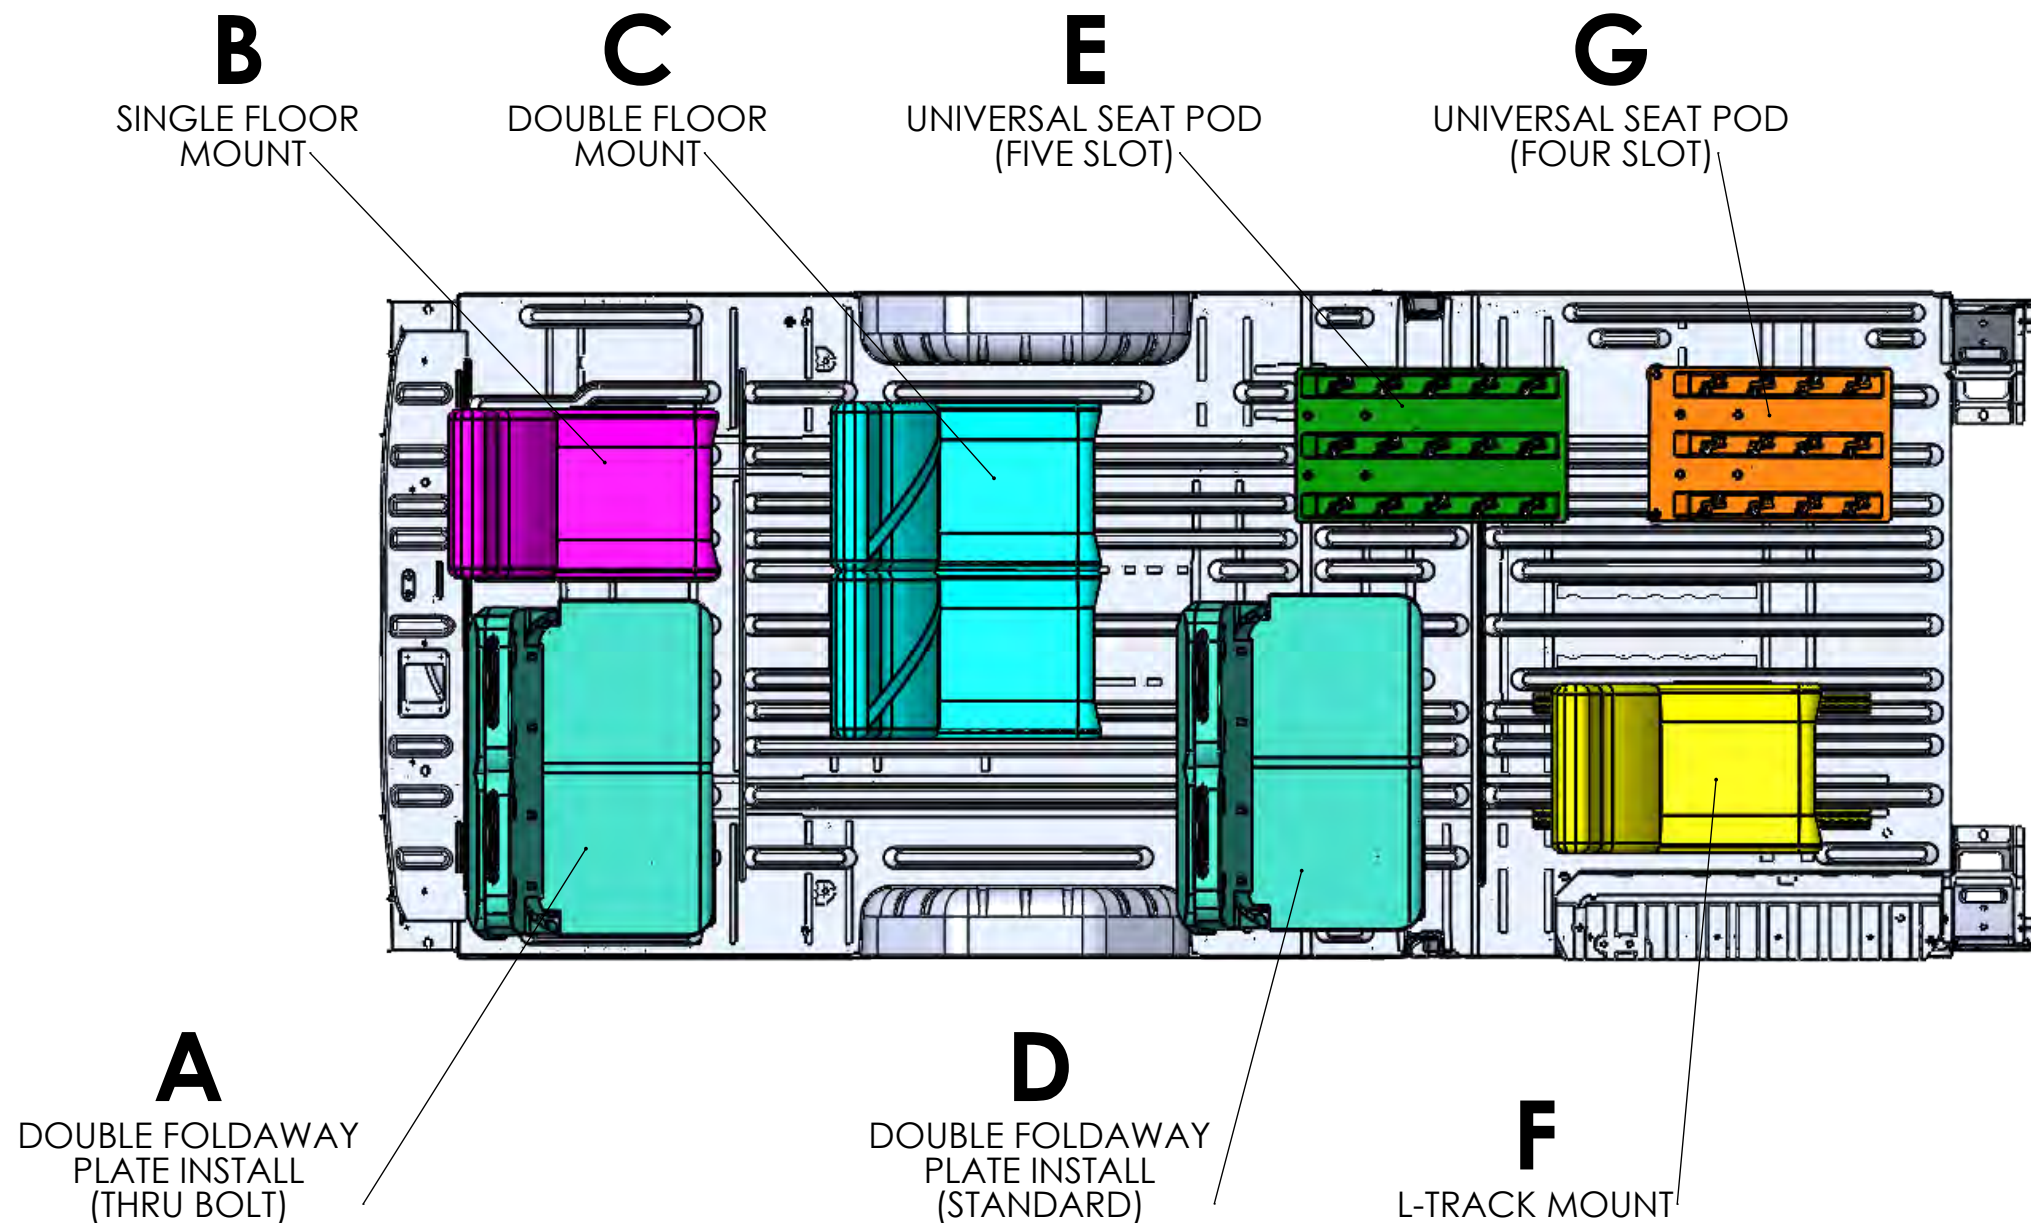 B
SINGLE FLOOR
MOUNT
C
DOUBLE FLOOR
MOUNT
E
UNIVERSAL SEAT POD
(FIVE SLOT)
G
UNIVERSAL SEAT POD
(FOUR SLOT)
A
DOUBLE FOLDAWAY
PLATE INSTALL
(THRU BOLT)
D
DOUBLE FOLDAWAY
PLATE INSTALL
(STANDARD)
F
L-TRACK MOUNT